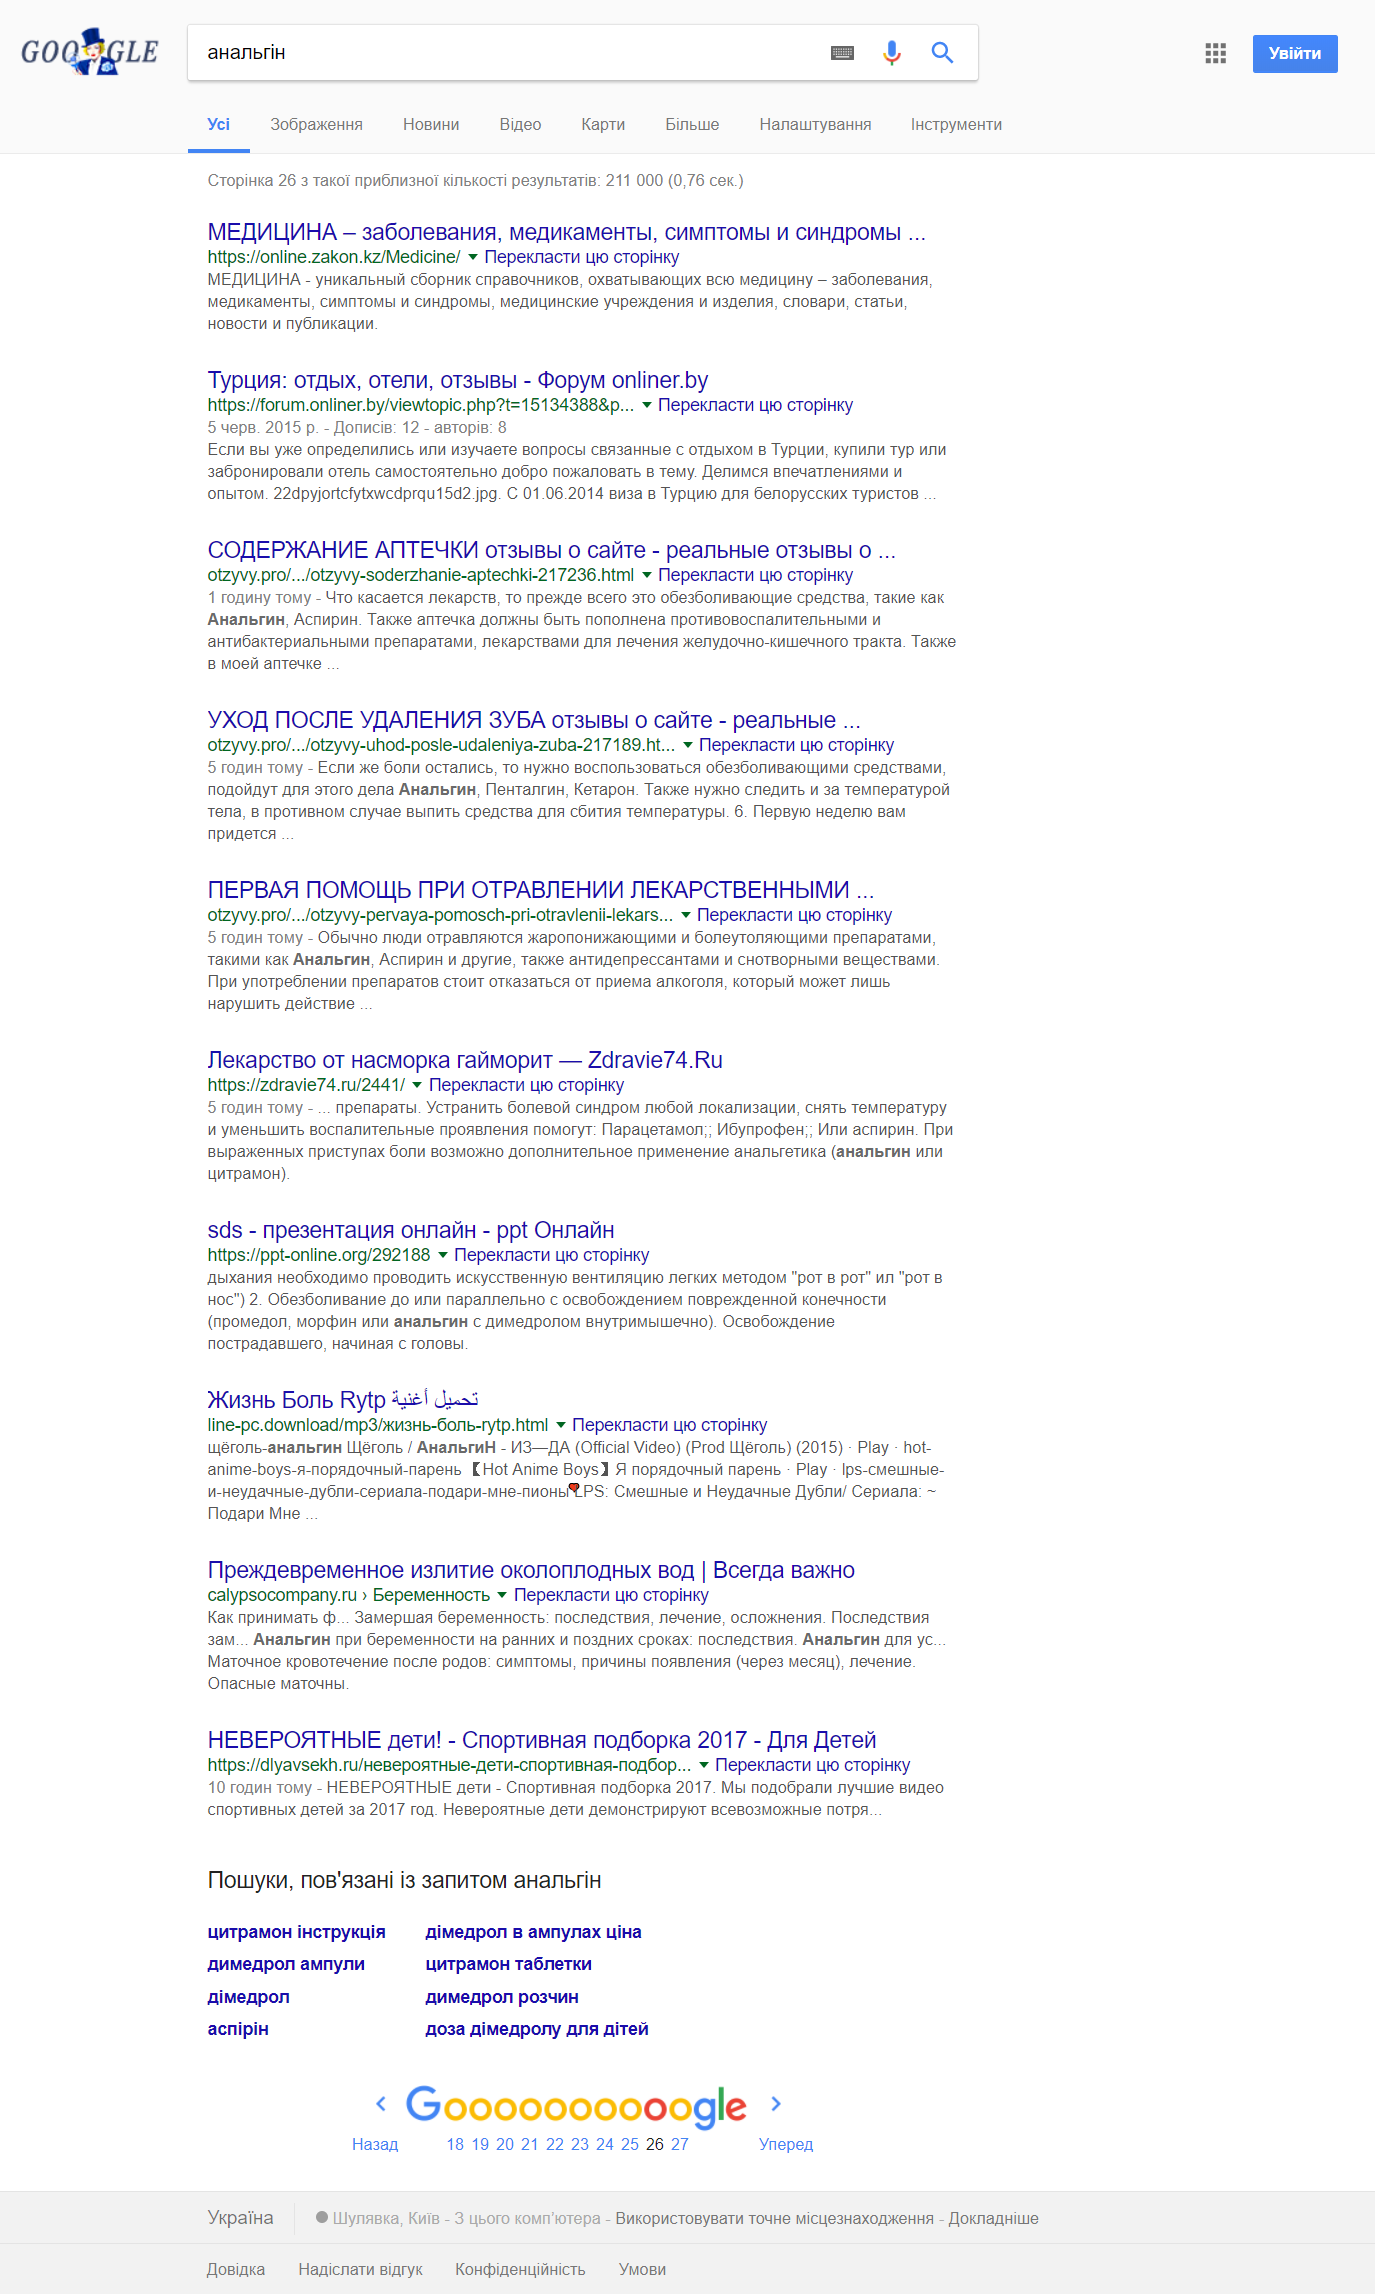 GOOGLE
анальгін
Увійти
Усі Зображення Новини Відео Карти Більше Налаштування Інструменти
Сторінка 26 з такої приблизної кількості результатів: 211 000 (0,76 сек.)
МЕДИЦИНА – заболевания, медикаменты, симптомы и синдромы ...
https://online.zakon.kz/Medicine/ Перекласти цю сторінку
МЕДИЦИНА - уникальный сборник справочников, охватывающих всю медицину – заболевания,
медикаменты, симптомы и синдромы, медицинские учреждения и изделия, словари, статьи,
новости и публикации.
Турция: отдых, отели, отзывы - Форум onliner.by
https://forum.onliner.by/viewtopic.php?t=15134388&p... Перекласти цю сторінку
5 черв. 2015 р. - Дописів: 12 - авторів: 8
Если вы уже определились или изучаете вопросы связанные с отдыхом в Турции, купили тур или
забронировали отель самостоятельно добро пожаловать в тему. Делимся впечатлениями и
опытом. 22dpyjortcfytxwcdprqu15d2.jpg. С 01.06.2014 виза в Турцию для белорусских туристов ...
СОДЕРЖАНИЕ АПТЕЧКИ отзывы о сайте - реальные отзывы о ...
otzyvy.pro/.../otzyvy-soderzhanie-aptechki-217236.html Перекласти цю сторінку
1 годину тому - Что касается лекарств, то прежде всего это обезболивающие средства, такие как
Анальгин, Аспирин. Также аптечка должны быть пополнена противовоспалительными и
антибактериальными препаратами, лекарствами для лечения желудочно-кишечного тракта. Также
в моей аптечке ...
УХОД ПОСЛЕ УДАЛЕНИЯ ЗУБА отзывы о сайте - реальные ...
otzyvy.pro/.../otzyvy-uhod-posle-udaleniya-zuba-217189.ht... Перекласти цю сторінку
5 годин тому - Если же боли остались, то нужно воспользоваться обезболивающими средствами,
подойдут для этого дела Анальгин, Пенталгин, Кетарон. Также нужно следить и за температурой
тела, в противном случае выпить средства для сбития температуры. 6. Первую неделю вам
придется ...
ПЕРВАЯ ПОМОЩЬ ПРИ ОТРАВЛЕНИИ ЛЕКАРСТВЕННЫМИ ...
otzyvy.pro/.../otzyvy-pervaya-pomosch-pri-otravlenii-lekars... Перекласти цю сторінку
5 годин тому - Обычно люди отравляются жаропонижающими и болеутоляющими препаратами,
такими как Анальгин, Аспирин и другие, также антидепрессантами и снотворными веществами.
При употреблении препаратов стоит отказаться от приема алкоголя, который может лишь
нарушить действие ...
Лекарство от насморка гайморит — Zdravie74.Ru
https://zdravie74.ru/2441/ Перекласти цю сторінку
5 годин тому - ... препараты. Устранить болевой синдром любой локализации, снять температуру
и уменьшить воспалительные проявления помогут: Парацетамол;; Ибупрофен;; Или аспирин. При
выраженных приступах боли возможно дополнительное применение анальгетика (анальгин или
цитрамон).
sds - презентация онлайн - ppt Онлайн
https://ppt-online.org/292188 Перекласти цю сторінку
дыхания необходимо проводить искусственную вентиляцию легких методом "рот в рот" ил "рот в
нос") 2. Обезболивание до или параллельно с освобождением поврежденной конечности
(промедол, морфин или анальгин с димедролом внутримышечно). Освобождение
пострадавшего, начиная с головы.
Жизнь Боль Rytp تحميل أغنية
line-pc.download/mp3/жизнь-боль-rytp.html Перекласти цю сторінку
щёголь-анальгин Щёголь / АнальгиН - ИЗ—ДА (Official Video) (Prod Щёголь) (2015) · Play · hot-
anime-boys-я-порядочный-парень【Hot Anime Boys】Я порядочный парень · Play · lps-смешные-
и-неудачные-дубли-сериала-подари-мне-пионы LPS: Смешные и Неудачные Дубли/ Сериала: ~
Подари Мне ...
Преждевременное излитие околоплодных вод | Всегда важно
calypsocompany.ru › Беременность Перекласти цю сторінку
Как принимать ф... Замершая беременность: последствия, лечение, осложнения. Последствия
зам... Анальгин при беременности на ранних и поздних сроках: последствия. Анальгин для ус...
Маточное кровотечение после родов: симптомы, причины появления (через месяц), лечение.
Опасные маточны.
НЕВЕРОЯТНЫЕ дети! - Спортивная подборка 2017 - Для Детей
https://dlyavsekh.ru/невероятные-дети-спортивная-подбор... Перекласти цю сторінку
10 годин тому - НЕВЕРОЯТНЫЕ дети - Спортивная подборка 2017. Мы подобрали лучшие видео
спортивных детей за 2017 год. Невероятные дети демонстрируют всевозможные потря...
Пошуки, пов'язані із запитом анальгін
цитрамон інструкція дімедрол в ампулах ціна
димедрол ампули цитрамон таблетки
дімедрол димедрол розчин
аспірін доза дімедролу для дітей
Goooooooooogle
Назад 18 19 20 21 22 23 24 25 26 27 Уперед
Україна Шулявка, Київ - З цього комп'ютера - Використовувати точне місцезнаходження - Докладніше
Довідка Надіслати відгук Конфіденційність Умови